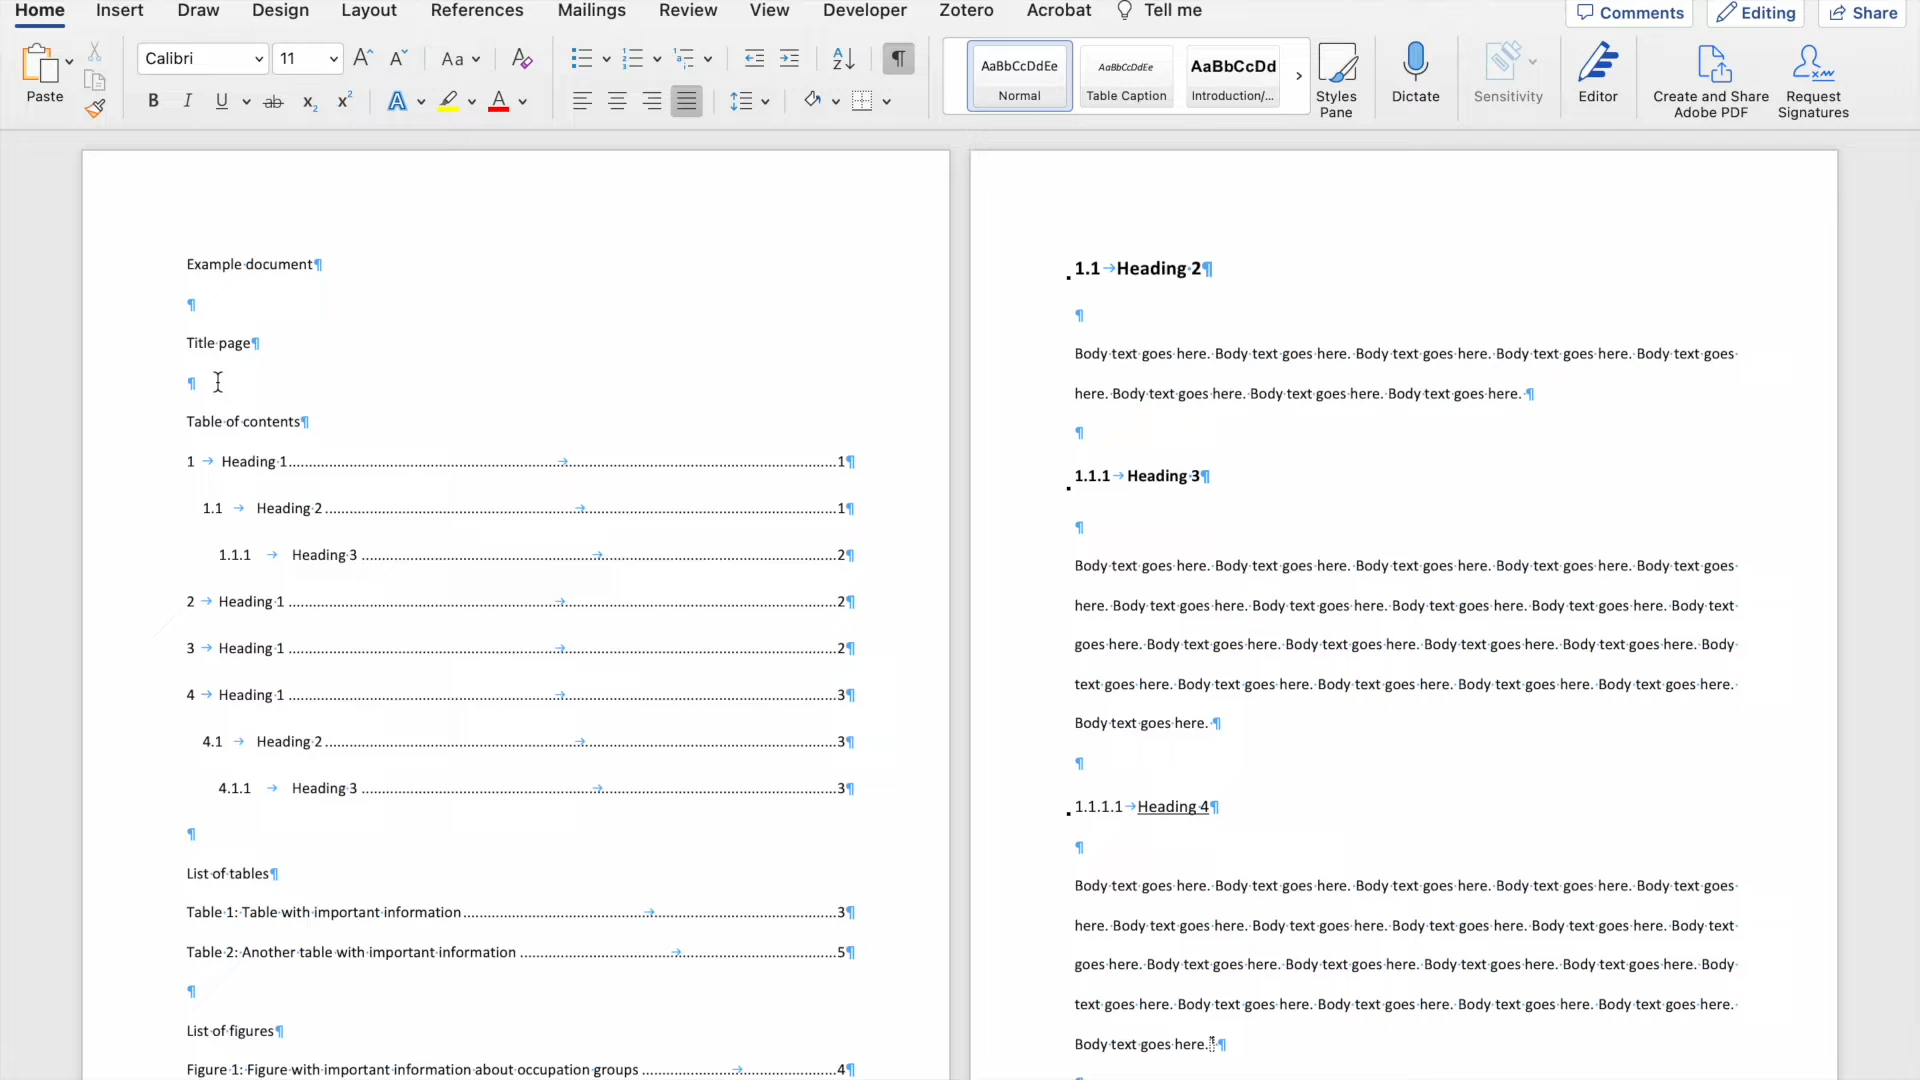 Home Insert Draw Design Layout References Mailings Review View Developer Zotero Acrobat Tell me Comments Editing Share
Calibri 11 Aa
Paste
B I U ab x₂ x² A A
AaBbCcDdEe Normal
AaBbCcDdEe Table Caption
AaBbCcDd Introduction/...
Styles Pane
Dictate
Sensitivity
Editor
Create and Share Adobe PDF
Request Signatures
Example document¶
¶
Title page¶
¶
Table of contents¶
1 → Heading 1 → 1¶
1.1 → Heading 2 → 1¶
1.1.1 → Heading 3 → 2¶
2 → Heading 1 → 2¶
3 → Heading 1 → 2¶
4 → Heading 1 → 3¶
4.1 → Heading 2 → 3¶
4.1.1 → Heading 3 → 3¶
¶
List of tables¶
Table 1: Table with important information → 3¶
Table 2: Another table with important information → 5¶
¶
List of figures¶
Figure 1: Figure with important information about occupation groups → 4¶
1.1→Heading 2¶
¶
Body text goes here. Body text goes here. Body text goes here. Body text goes here. Body text goes
here. Body text goes here. Body text goes here. Body text goes here. ¶
¶
1.1.1→Heading 3¶
¶
Body text goes here. Body text goes here. Body text goes here. Body text goes here. Body text goes
here. Body text goes here. Body text goes here. Body text goes here. Body text goes here. Body text
goes here. Body text goes here. Body text goes here. Body text goes here. Body text goes here. Body
text goes here. Body text goes here. Body text goes here. Body text goes here. Body text goes here.
Body text goes here. ¶
¶
1.1.1.1→Heading 4¶
¶
Body text goes here. Body text goes here. Body text goes here. Body text goes here. Body text goes
here. Body text goes here. Body text goes here. Body text goes here. Body text goes here. Body text
goes here. Body text goes here. Body text goes here. Body text goes here. Body text goes here. Body
text goes here. Body text goes here. Body text goes here. Body text goes here. Body text goes here.
Body text goes here. ¶